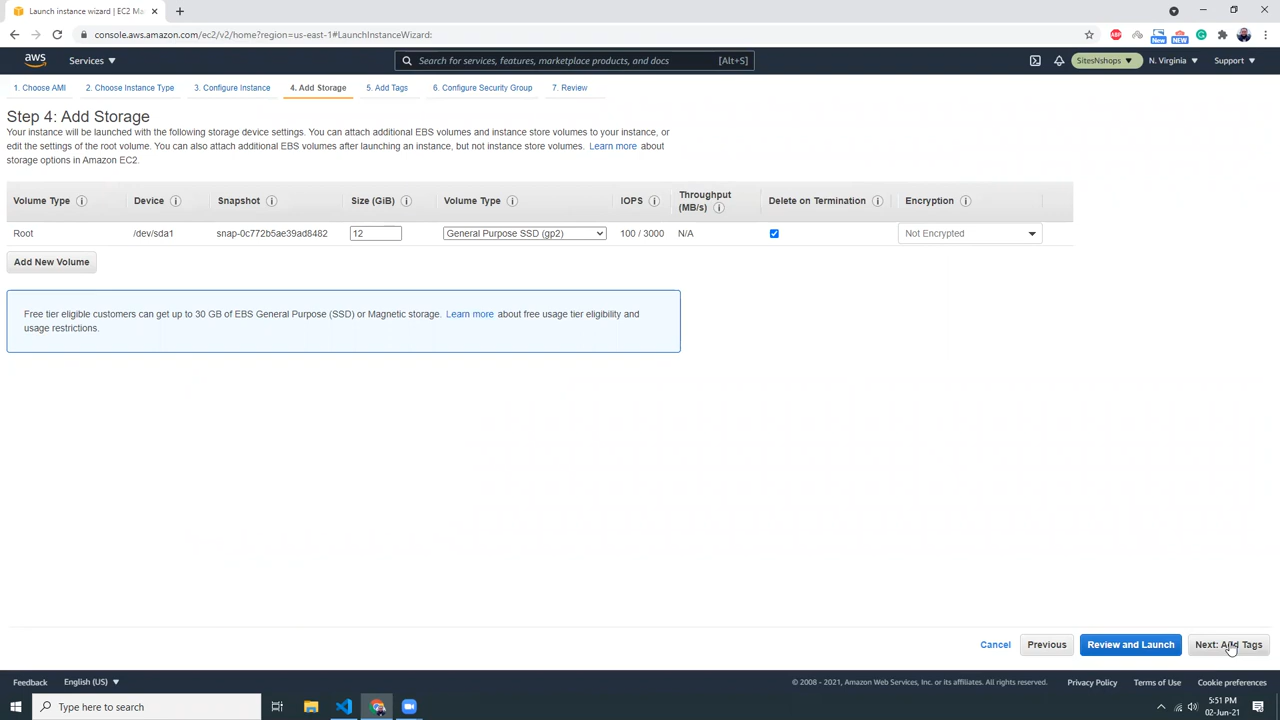 Launch instance wizard | EC2 Ma
console.aws.amazon.com/ec2/v2/home?region=us-east-1#LaunchInstanceWizard:
ABP
New
NEW
aws
Services
Search for services, features, marketplace products, and docs
[Alt+S]
SitesNshops
N. Virginia
Support
1. Choose AMI
2. Choose Instance Type
3. Configure Instance
4. Add Storage
5. Add Tags
6. Configure Security Group
7. Review
Step 4: Add Storage
Your instance will be launched with the following storage device settings. You can attach additional EBS volumes and instance store volumes to your instance, or
edit the settings of the root volume. You can also attach additional EBS volumes after launching an instance, but not instance store volumes. Learn more about
storage options in Amazon EC2.
Volume Type
Device
Snapshot
Size (GiB)
Volume Type
IOPS
Throughput
(MB/s)
Delete on Termination
Encryption
Root
/dev/sda1
snap-0c772b5ae39ad8482
12
General Purpose SSD (gp2)
100 / 3000
N/A
Not Encrypted
Add New Volume
Free tier eligible customers can get up to 30 GB of EBS General Purpose (SSD) or Magnetic storage. Learn more about free usage tier eligibility and
usage restrictions.
Cancel
Previous
Review and Launch
Next: Add Tags
Feedback
English (US)
© 2008 - 2021, Amazon Web Services, Inc. or its affiliates. All rights reserved.
Privacy Policy
Terms of Use
Cookie preferences
Type here to search
5:51 PM
02-Jun-21